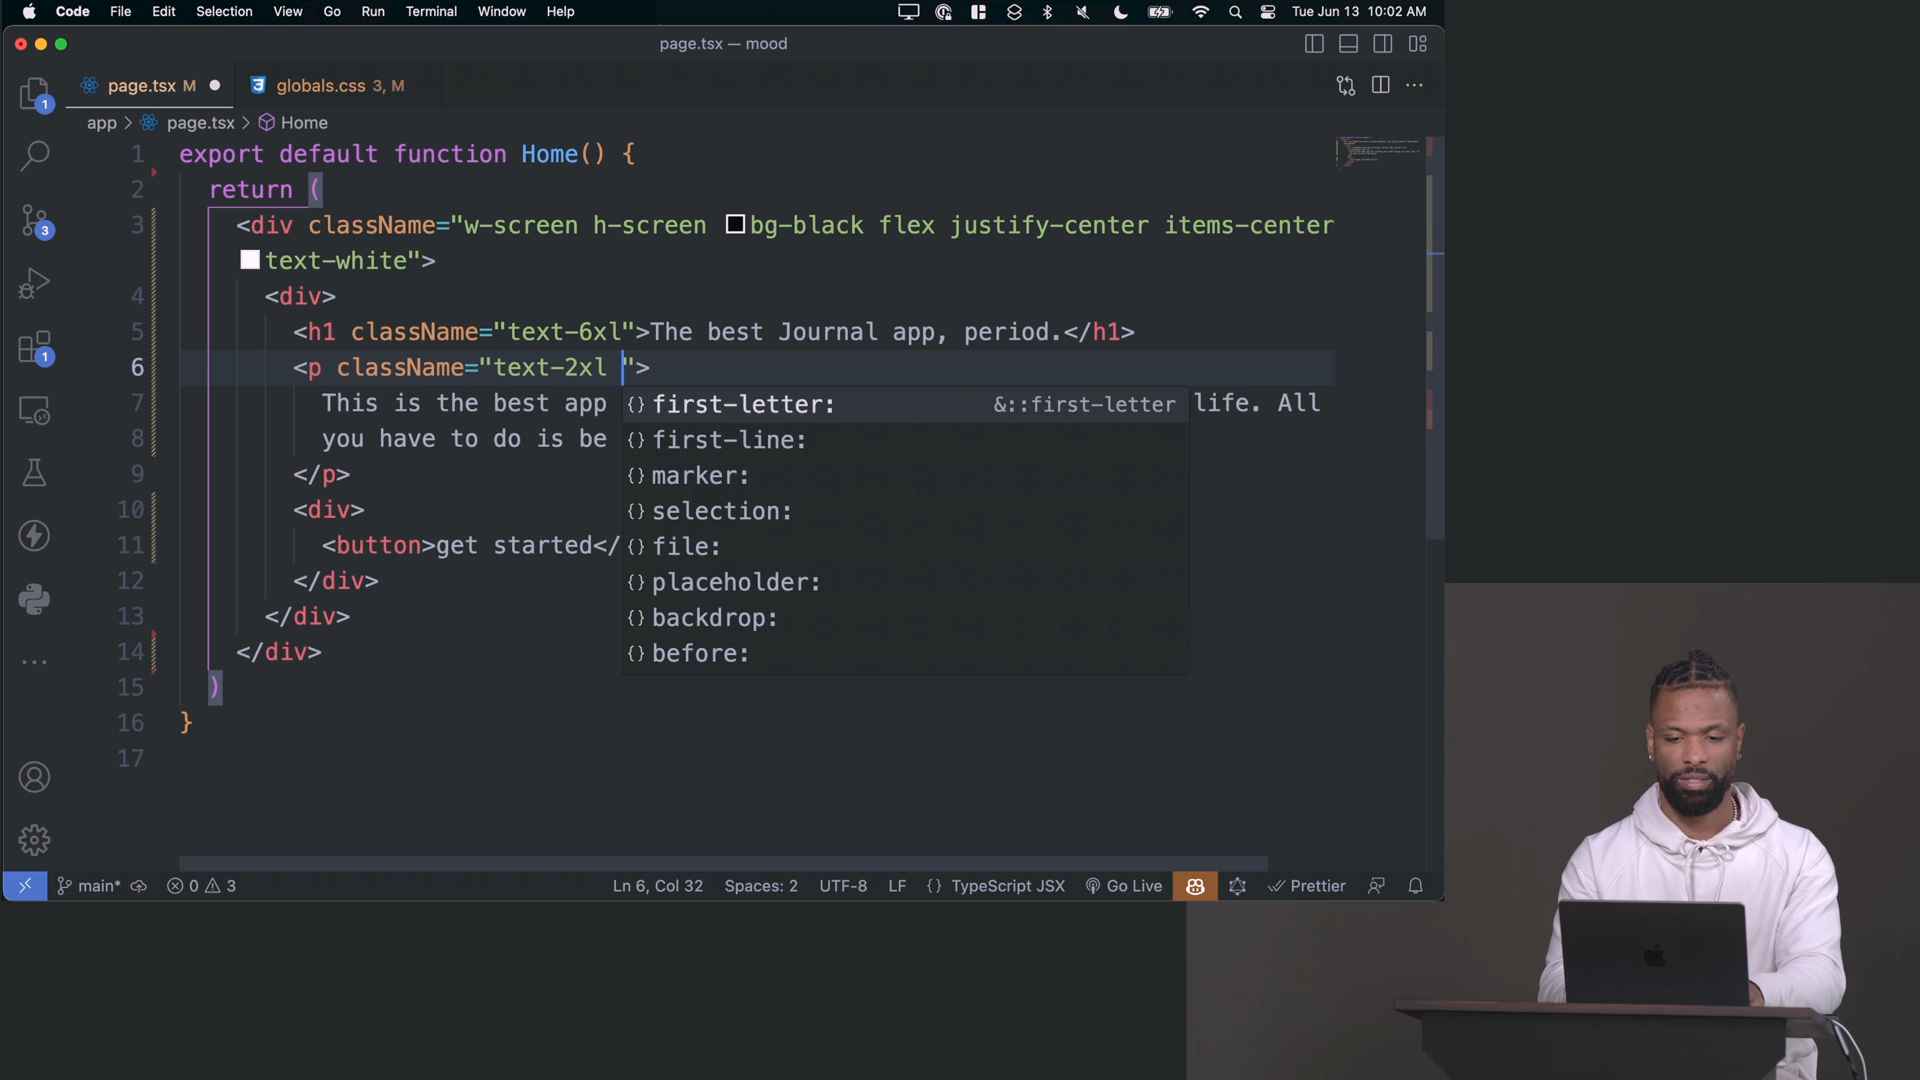 Code File Edit Selection View Go Run Terminal Window Help Tue Jun 13 10:02 AM
page.tsx — mood
page.tsx M globals.css 3, M
app > page.tsx > Home
1 export default function Home() {
2 return (
3 <div className="w-screen h-screen bg-black flex justify-center items-center
text-white">
4 <div>
5 <h1 className="text-6xl">The best Journal app, period.</h1>
6 <p className="text-2xl ">
7 This is the best app life. All
8 you have to do is be
9 </p>
10 <div>
11 <button>get started</
12 </div>
13 </div>
14 </div>
15 )
16 }
17
{} first-letter: &::first-letter
{} first-line:
{} marker:
{} selection:
{} file:
{} placeholder:
{} backdrop:
{} before:
1
3
1
main* 0 3 Ln 6, Col 32 Spaces: 2 UTF-8 LF {} TypeScript JSX Go Live Prettier